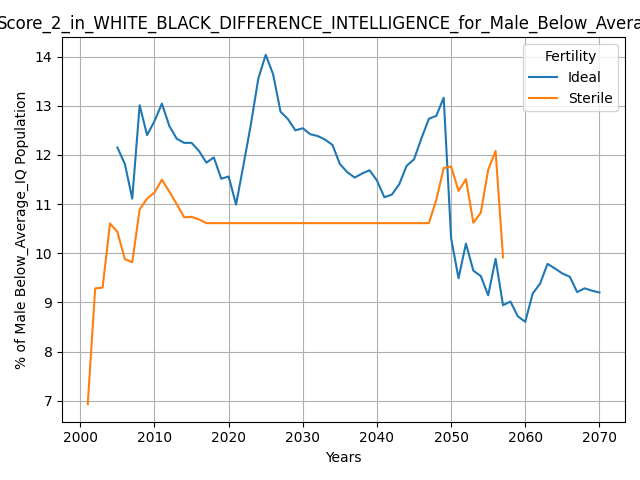 Score_2_in_WHITE_BLACK_DIFFERENCE_INTELLIGENCE_for_Male_Below_Avera
Fertility
Ideal
Sterile
% of Male Below_Average_IQ Population
14
13
12
11
10
9
8
7
2000 2010 2020 2030 2040 2050 2060 2070
Years